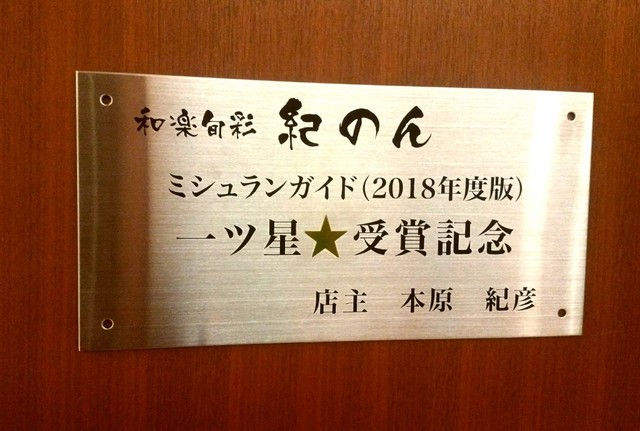 和楽旬彩 紀のん
ミシュランガイド(2018年度版)
一ツ星★受賞記念
店主 本原 紀彦